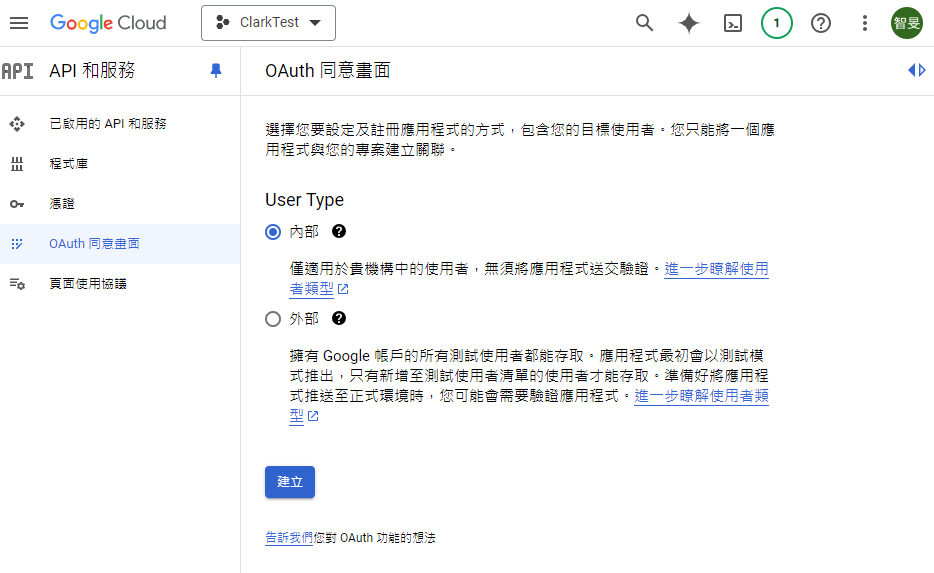 Google Cloud
ClarkTest
1
智旻
API
API 和服務
OAuth 同意畫面
已啟用的 API 和服務
程式庫
憑證
OAuth 同意畫面
頁面使用協議
選擇您要設定及註冊應用程式的方式，包含您的目標使用者。您只能將一個應
用程式與您的專案建立關聯。
User Type
內部
僅適用於貴機構中的使用者，無須將應用程式送交驗證。進一步瞭解使用
者類型
外部
擁有 Google 帳戶的所有測試使用者都能存取。應用程式最初會以測試模
式推出，只有新增至測試使用者清單的使用者才能存取。準備好將應用程
式推送至正式環境時，您可能會需要驗證應用程式。進一步瞭解使用者類
型
建立
告訴我們您對 OAuth 功能的想法